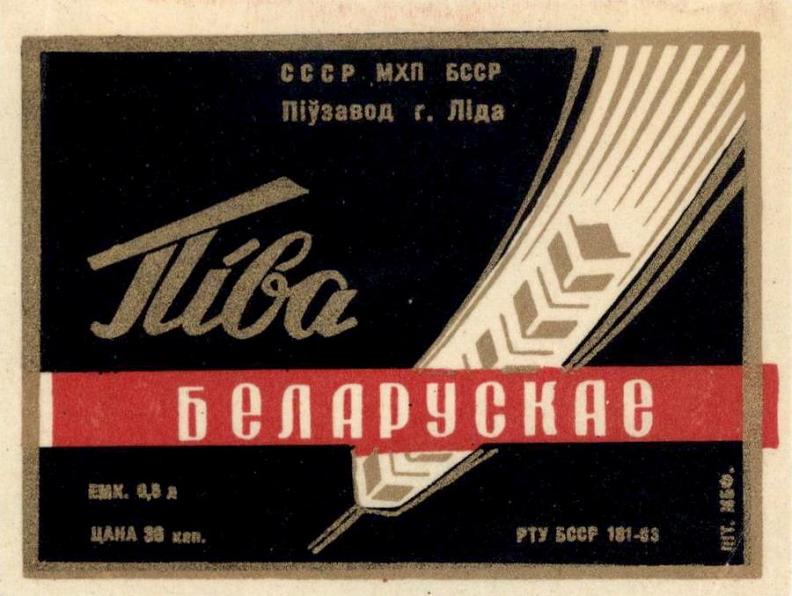 СССР МХП БССР
Піўзавод г. Ліда
Піва
БЕЛАРУСКАЕ
ЕМК. 0,5 л
ЦАНА 36 кап.
РТУ БССР 181-63